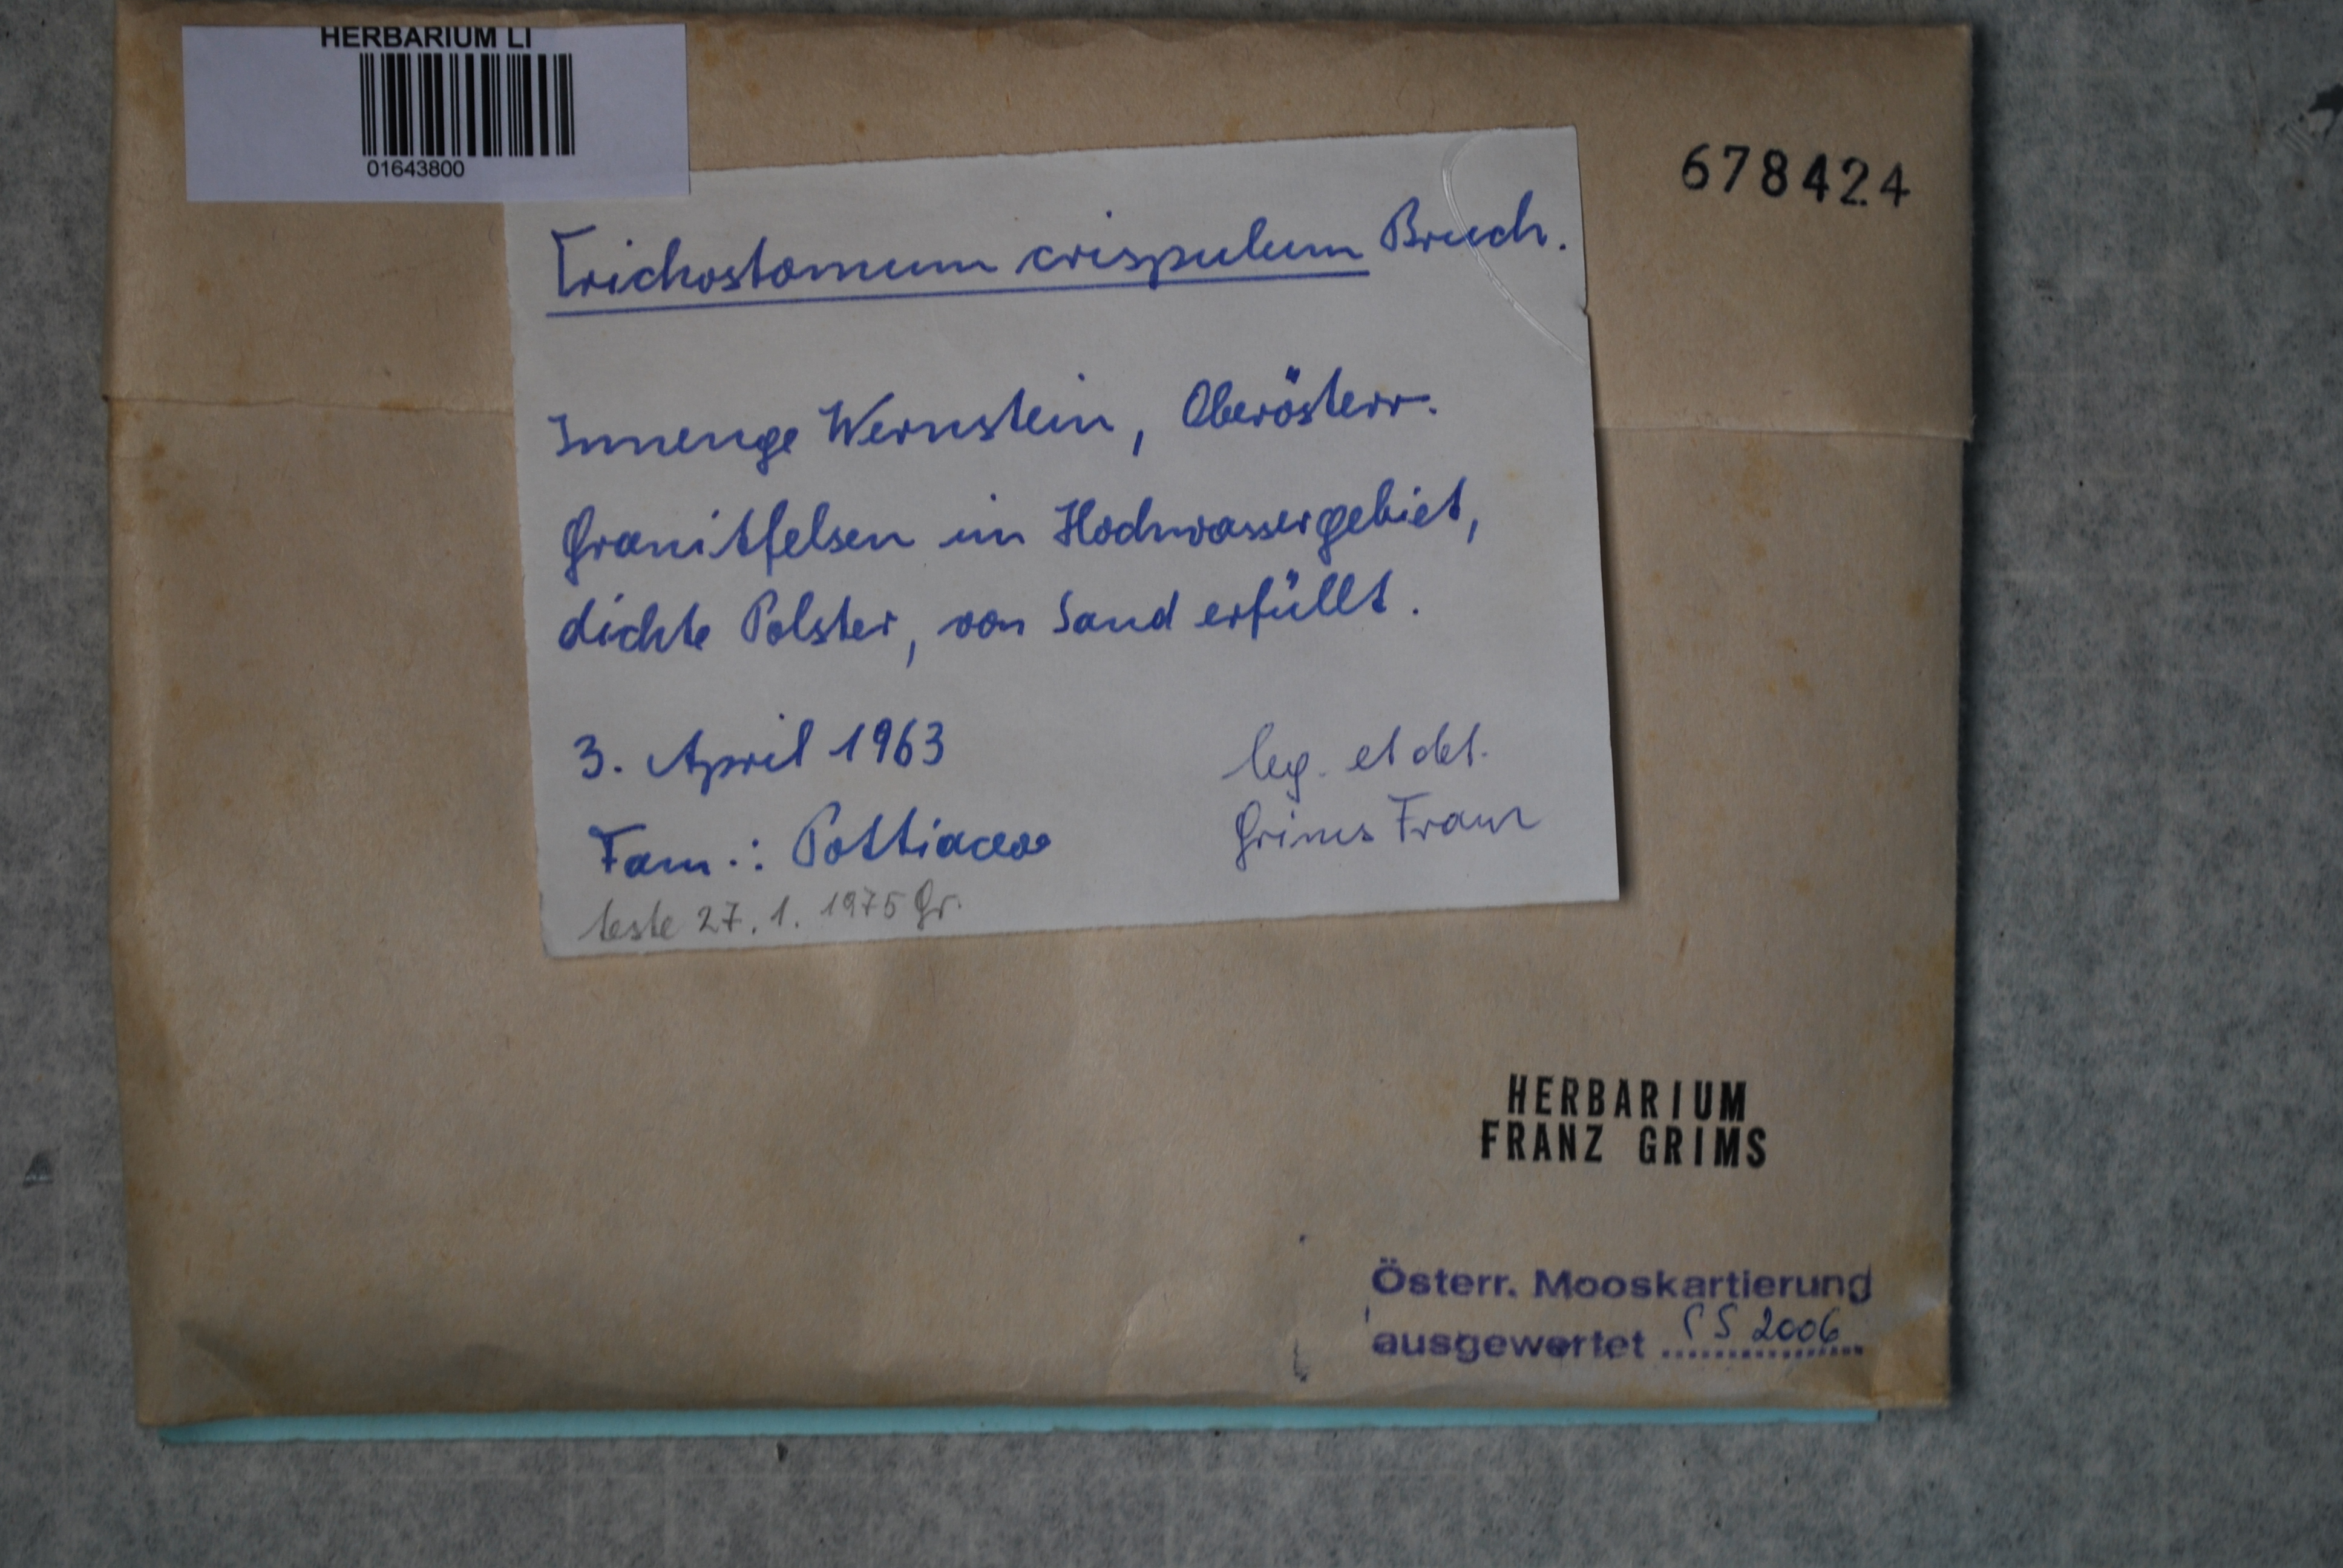 HERBARIUM LI
01643800
678424
Trichostomum crispulum Bruch.
Innenge Wernstein, Oberösterr.
Granitfelsen im Hochwassergebiet,
dichte Polster, von Sand erfüllt.
3. April 1963
leg. et det.
Fam.: Pottiaceae
Grims Franz
teste 27. 1. 1975 Gr.
HERBARIUM
FRANZ GRIMS
Österr. Mooskartierung
ausgewertet CS 2006